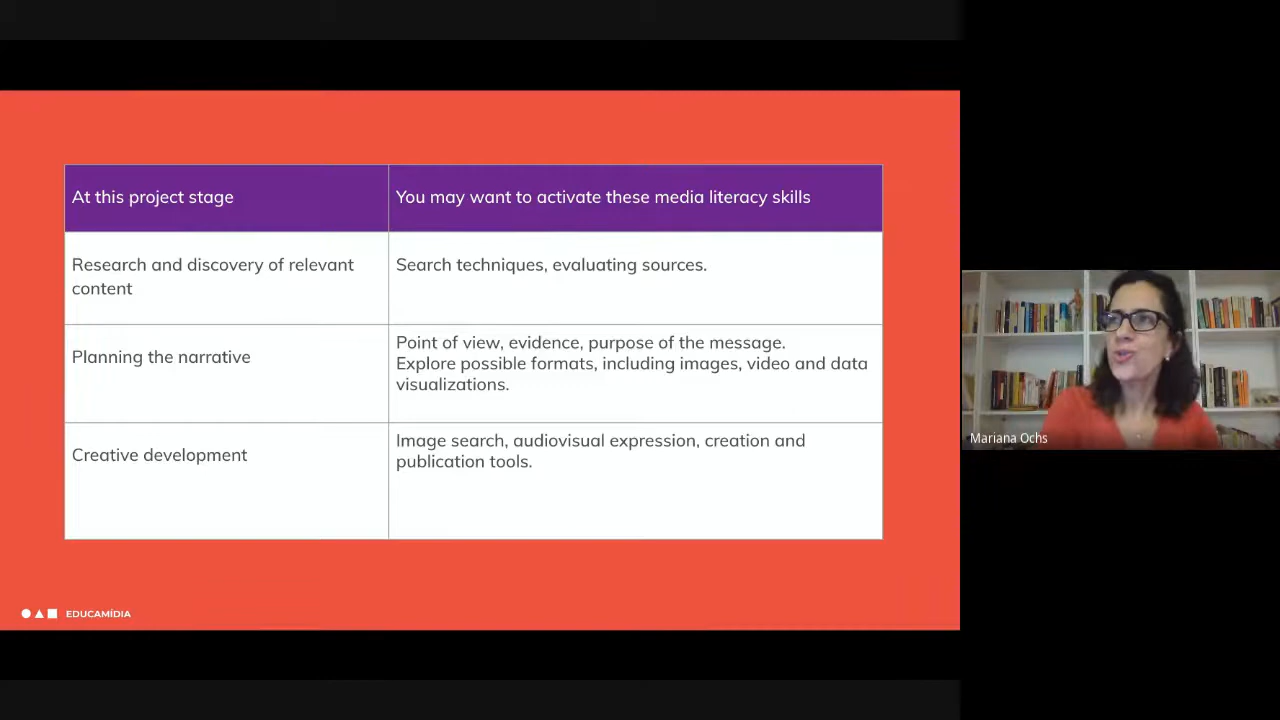 At this project stage
You may want to activate these media literacy skills
Research and discovery of relevant
content
Search techniques, evaluating sources.
Planning the narrative
Point of view, evidence, purpose of the message.
Explore possible formats, including images, video and data
visualizations.
Creative development
Image search, audiovisual expression, creation and
publication tools.
EDUCAMÍDIA
Mariana Ochs